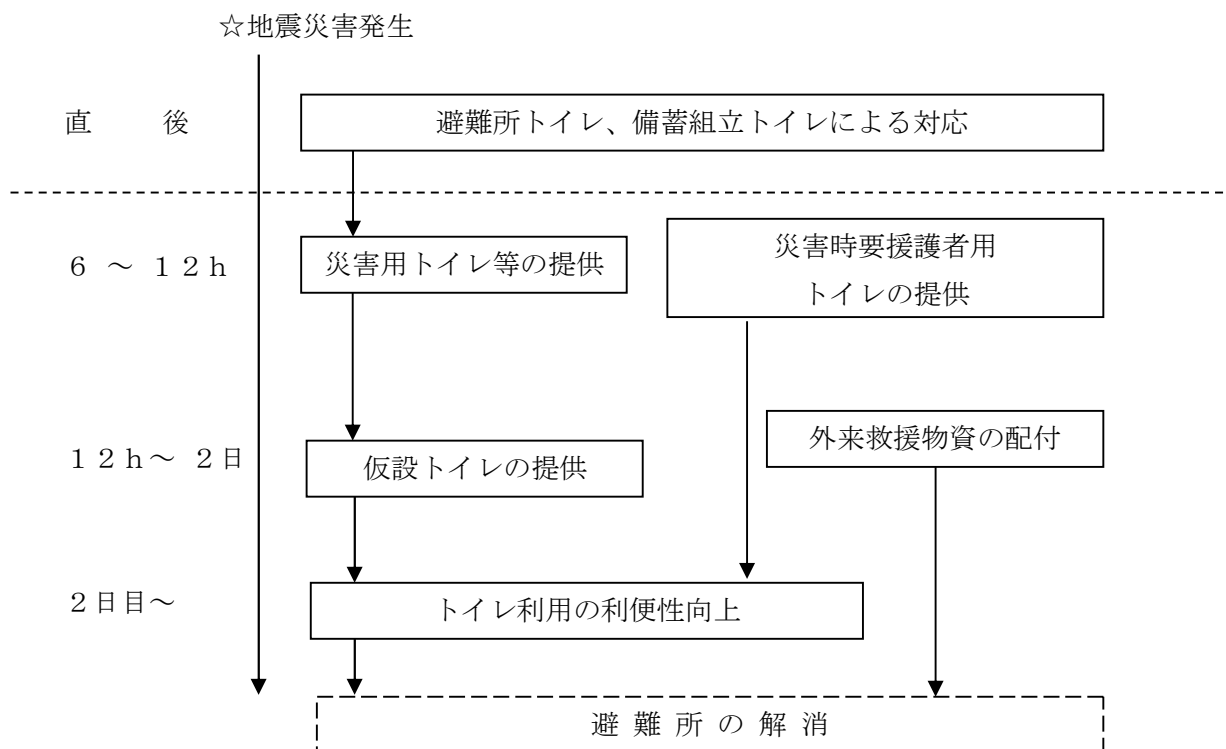 ☆地震災害発生
直　　後
避難所トイレ、備蓄組立トイレによる対応
６ ～ １２ｈ
災害用トイレ等の提供
災害時要援護者用
トイレの提供
１２ｈ～ ２日
仮設トイレの提供
外来救援物資の配付
２日目～
トイレ利用の利便性向上
避 難 所 の 解 消